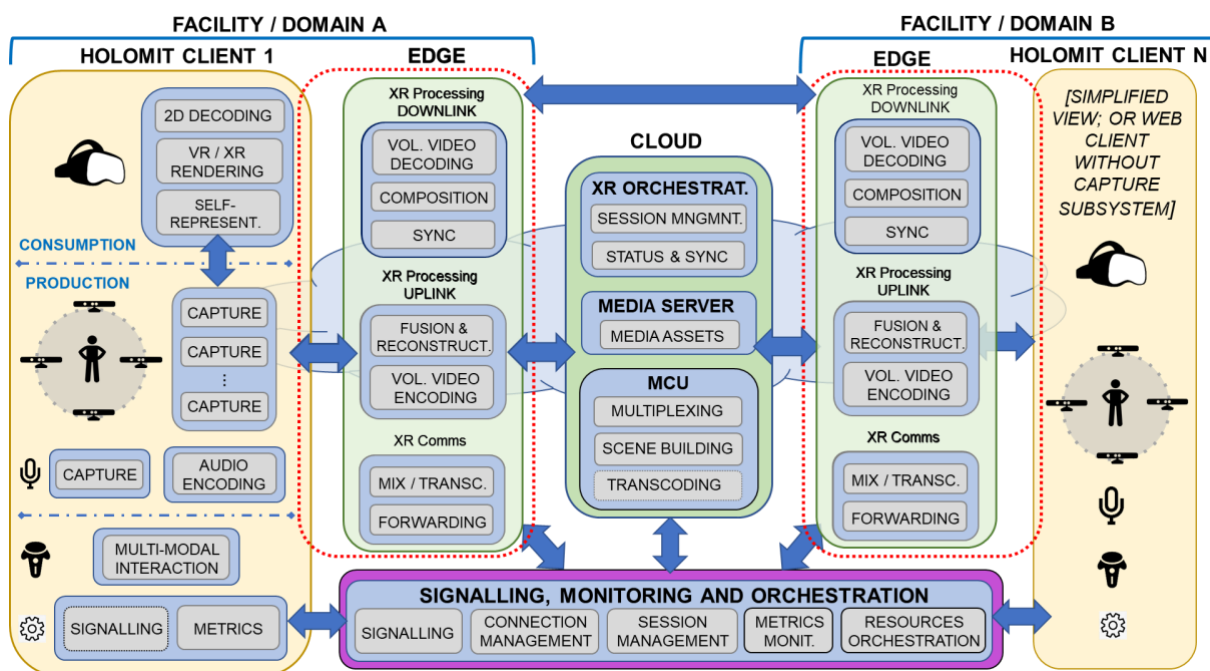 FACILITY / DOMAIN A
HOLOMIT CLIENT 1
EDGE
2D DECODING
VR / XR
RENDERING
SELF-
REPRESENT.
CONSUMPTION
PRODUCTION
CAPTURE
CAPTURE
...
CAPTURE
CAPTURE
AUDIO
ENCODING
MULTI-MODAL
INTERACTION
SIGNALLING
METRICS
XR Processing
DOWNLINK
VOL. VIDEO
DECODING
COMPOSITION
SYNC
XR Processing
UPLINK
FUSION &
RECONSTRUCT.
VOL. VIDEO
ENCODING
XR Comms
MIX / TRANSC.
FORWARDING
CLOUD
XR ORCHESTRAT.
SESSION MNGMNT.
STATUS & SYNC
MEDIA SERVER
MEDIA ASSETS
MCU
MULTIPLEXING
SCENE BUILDING
TRANSCODING
FACILITY / DOMAIN B
EDGE
HOLOMIT CLIENT N
XR Processing
DOWNLINK
VOL. VIDEO
DECODING
COMPOSITION
SYNC
XR Processing
UPLINK
FUSION &
RECONSTRUCT.
VOL. VIDEO
ENCODING
XR Comms
MIX / TRANSC.
FORWARDING
[SIMPLIFIED
VIEW; OR WEB
CLIENT
WITHOUT
CAPTURE
SUBSYSTEM]
SIGNALLING, MONITORING AND ORCHESTRATION
SIGNALLING
CONNECTION
MANAGEMENT
SESSION
MANAGEMENT
METRICS
MONIT.
RESOURCES
ORCHESTRATION